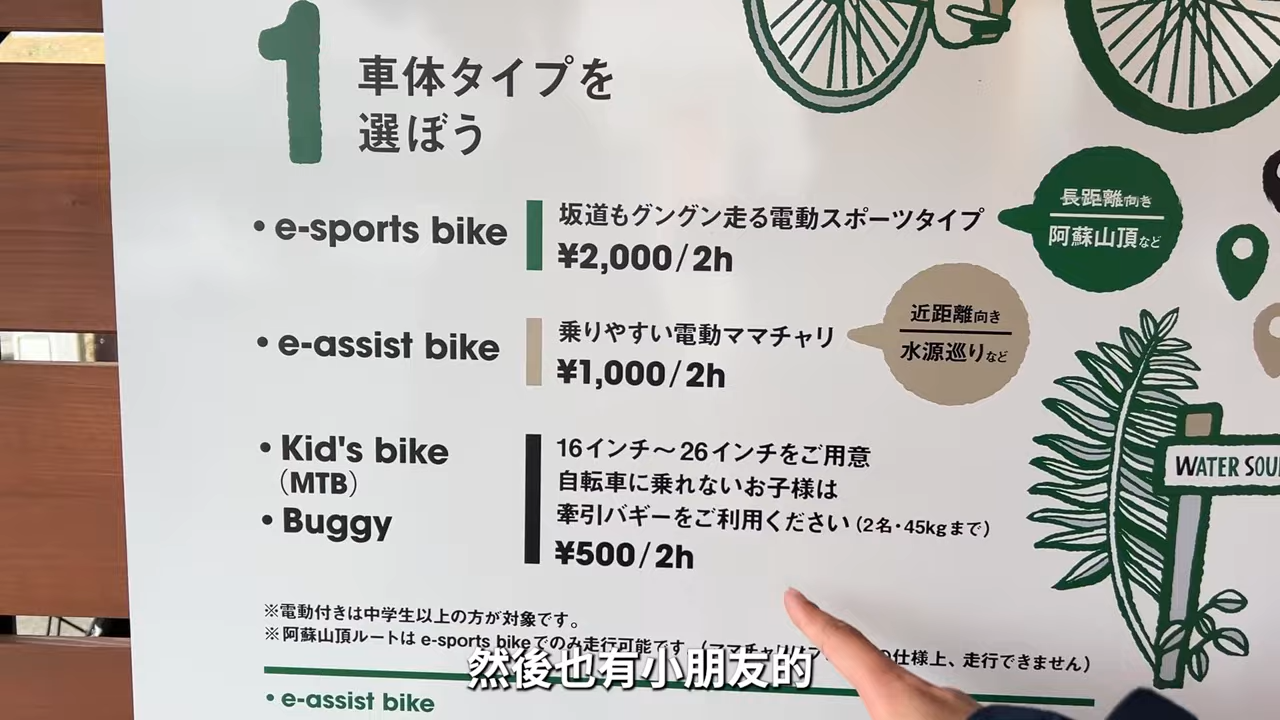 1
車体タイプを
選ぼう
• e-sports bike
坂道もグングン走る電動スポーツタイプ
¥2,000/2h
長距離向き
阿蘇山頂など
• e-assist bike
乗りやすい電動ママチャリ
¥1,000/2h
近距離向き
水源巡りなど
• Kid's bike
（MTB）
• Buggy
16インチ〜26インチをご用意
自転車に乗れないお子様は
牽引バギーをご利用ください（2名・45kgまで）
¥500/2h
WATER SOU
※電動付きは中学生以上の方が対象です。
※阿蘇山頂ルートは e-sports bikeでのみ走行可能です
の仕様上、走行できません）
然後也有小朋友的
• e-assist bike